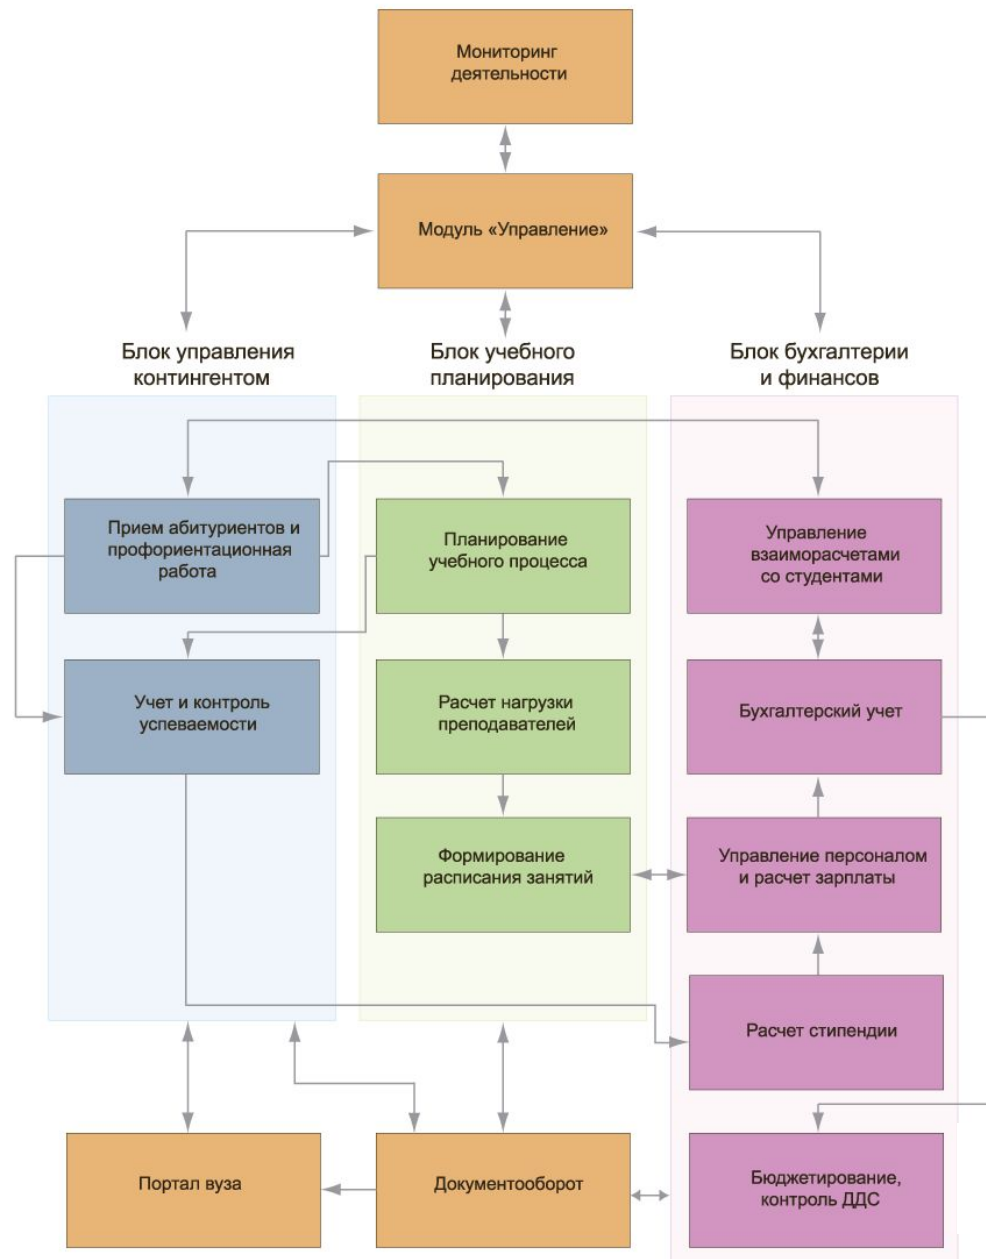 Мониторинг
деятельности
Модуль «Управление»
Блок управления
контингентом
Блок учебного
планирования
Блок бухгалтерии
и финансов
Прием абитуриентов и
профориентационная
работа
Планирование
учебного процесса
Управление
взаиморасчетами
со студентами
Учет и контроль
успеваемости
Расчет нагрузки
преподавателей
Бухгалтерский учет
Формирование
расписания занятий
Управление персоналом
и расчет зарплаты
Расчет стипендии
Портал вуза
Документооборот
Бюджетирование,
контроль ДДС